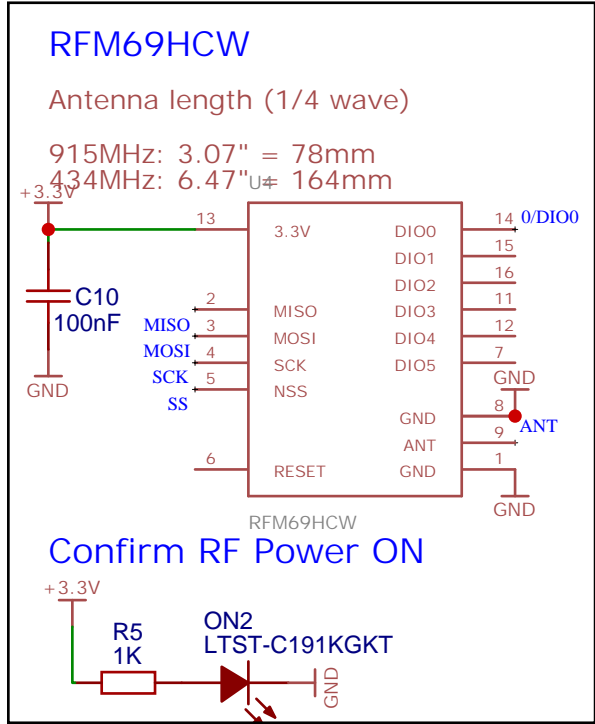 RFM69HCW
Antenna length (1/4 wave)
915MHz: 3.07" = 78mm
434MHz: 6.47" = 164mm
U4
+3.3V
13
3.3V
DIO0
14
0/DIO0
DIO1
15
DIO2
16
C10
100nF
2
MISO
DIO3
11
MISO
3
MOSI
DIO4
12
MOSI
4
SCK
DIO5
7
SCK
5
NSS
SS
GND
GND
GND
8
ANT
ANT
9
6
RESET
GND
1
GND
RFM69HCW
Confirm RF Power ON
+3.3V
R5
1K
ON2
LTST-C191KGKT
GND